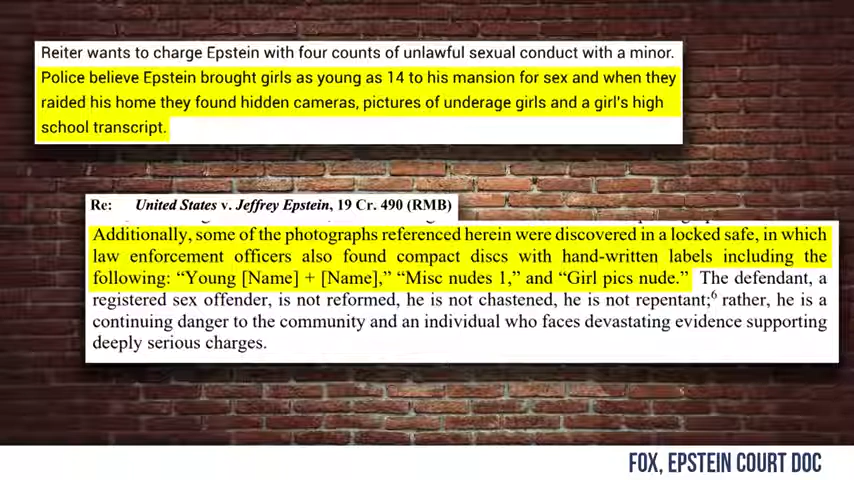 Reiter wants to charge Epstein with four counts of unlawful sexual conduct with a minor.
Police believe Epstein brought girls as young as 14 to his mansion for sex and when they
raided his home they found hidden cameras, pictures of underage girls and a girl's high
school transcript.
Re: United States v. Jeffrey Epstein, 19 Cr. 490 (RMB)
Additionally, some of the photographs referenced herein were discovered in a locked safe, in which
law enforcement officers also found compact discs with hand-written labels including the
following: “Young [Name] + [Name],” “Misc nudes 1,” and “Girl pics nude.” The defendant, a
registered sex offender, is not reformed, he is not chastened, he is not repentant;6 rather, he is a
continuing danger to the community and an individual who faces devastating evidence supporting
deeply serious charges.
FOX, EPSTEIN COURT DOC